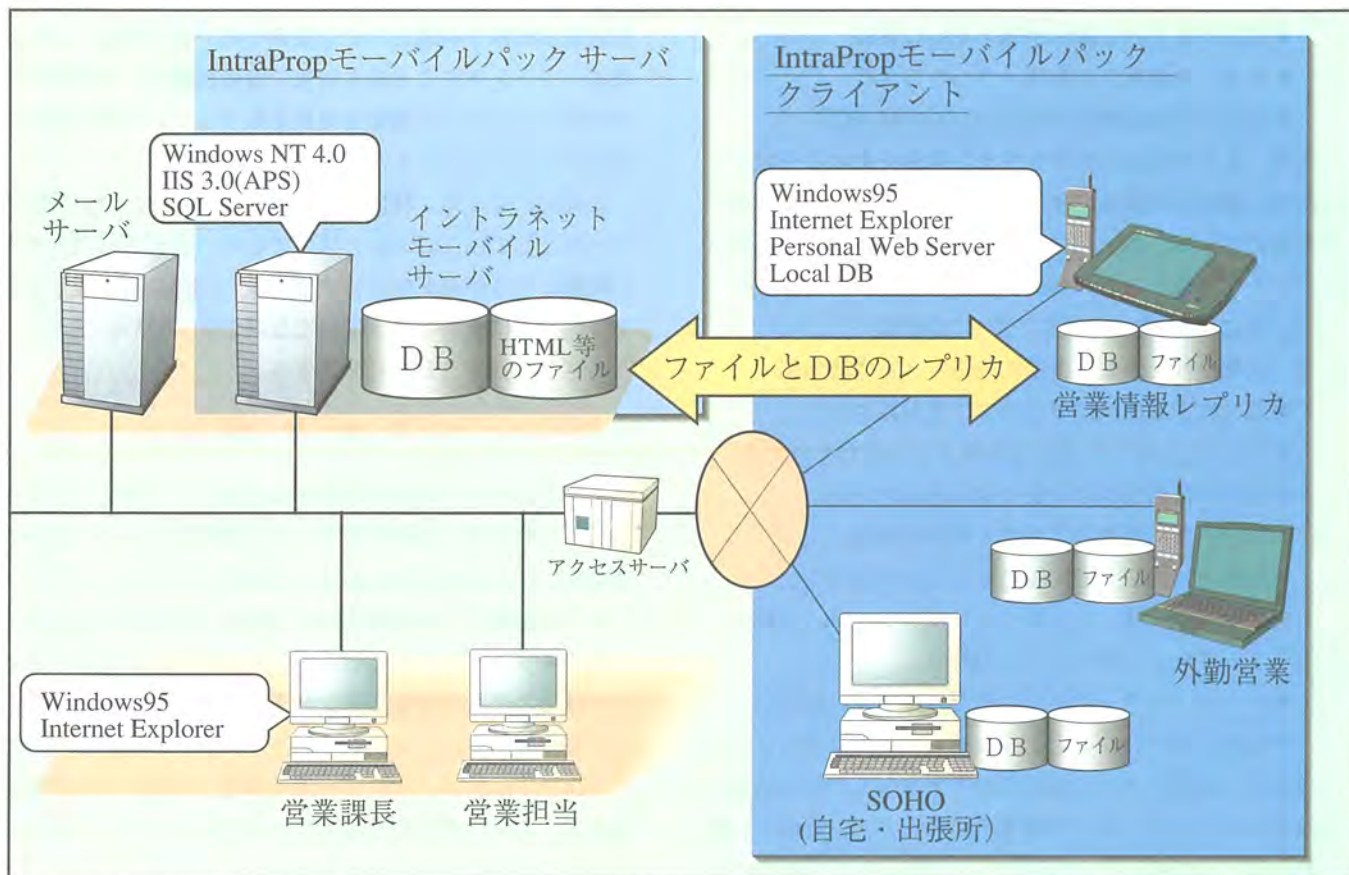 IntraPropモーバイルパック サーバ
IntraPropモーバイルパック
クライアント
Windows NT 4.0
IIS 3.0(APS)
SQL Server
メール
サーバ
イントラネット
モーバイル
サーバ
DB
HTML等
のファイル
ファイルとDBのレプリカ
Windows95
Internet Explorer
Personal Web Server
Local DB
DB
ファイル
営業情報レプリカ
アクセスサーバ
DB
ファイル
外勤営業
Windows95
Internet Explorer
営業課長
営業担当
DB
ファイル
SOHO
(自宅・出張所)